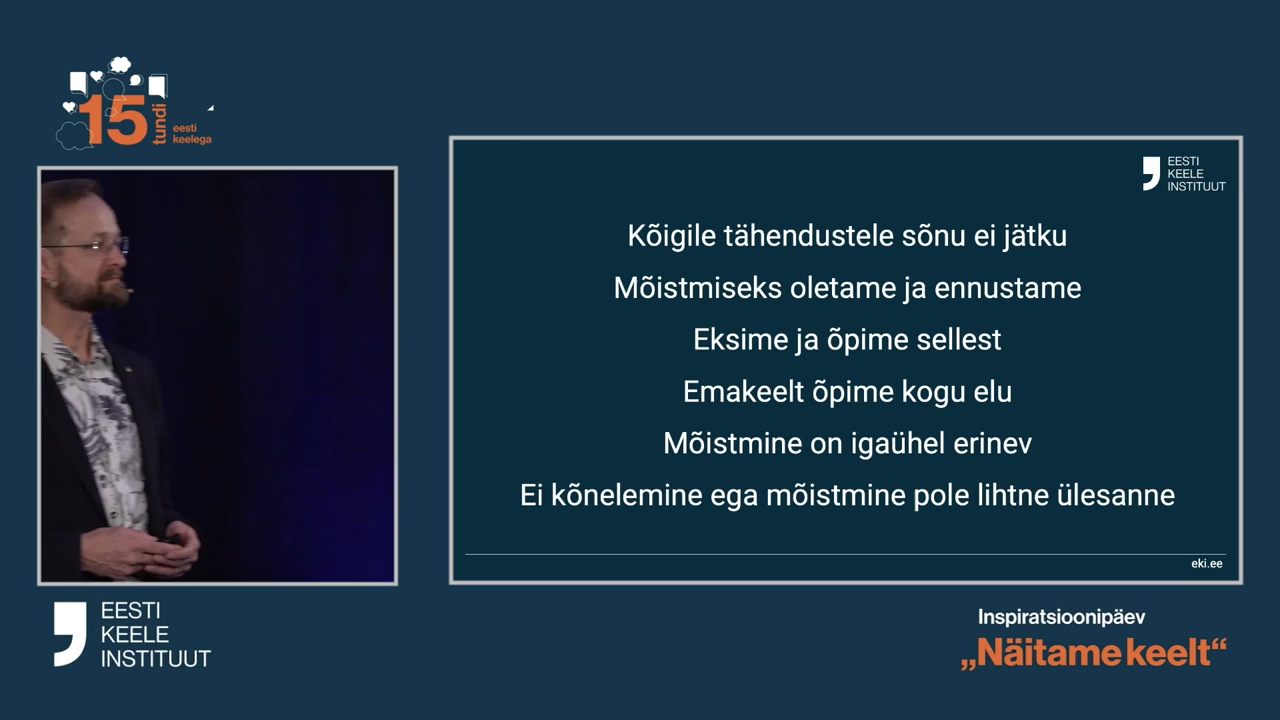 15 tundi
eesti
keelega
EESTI
KEELE
INSTITUUT
Kõigile tähendustele sõnu ei jätku
Mõistmiseks oletame ja ennustame
Eksime ja õpime sellest
Emakeelt õpime kogu elu
Mõistmine on igaühel erinev
Ei kõnelemine ega mõistmine pole lihtne ülesanne
eki.ee
EESTI
KEELE
INSTITUUT
Inspiratsioonipäev
„Näitame keelt“